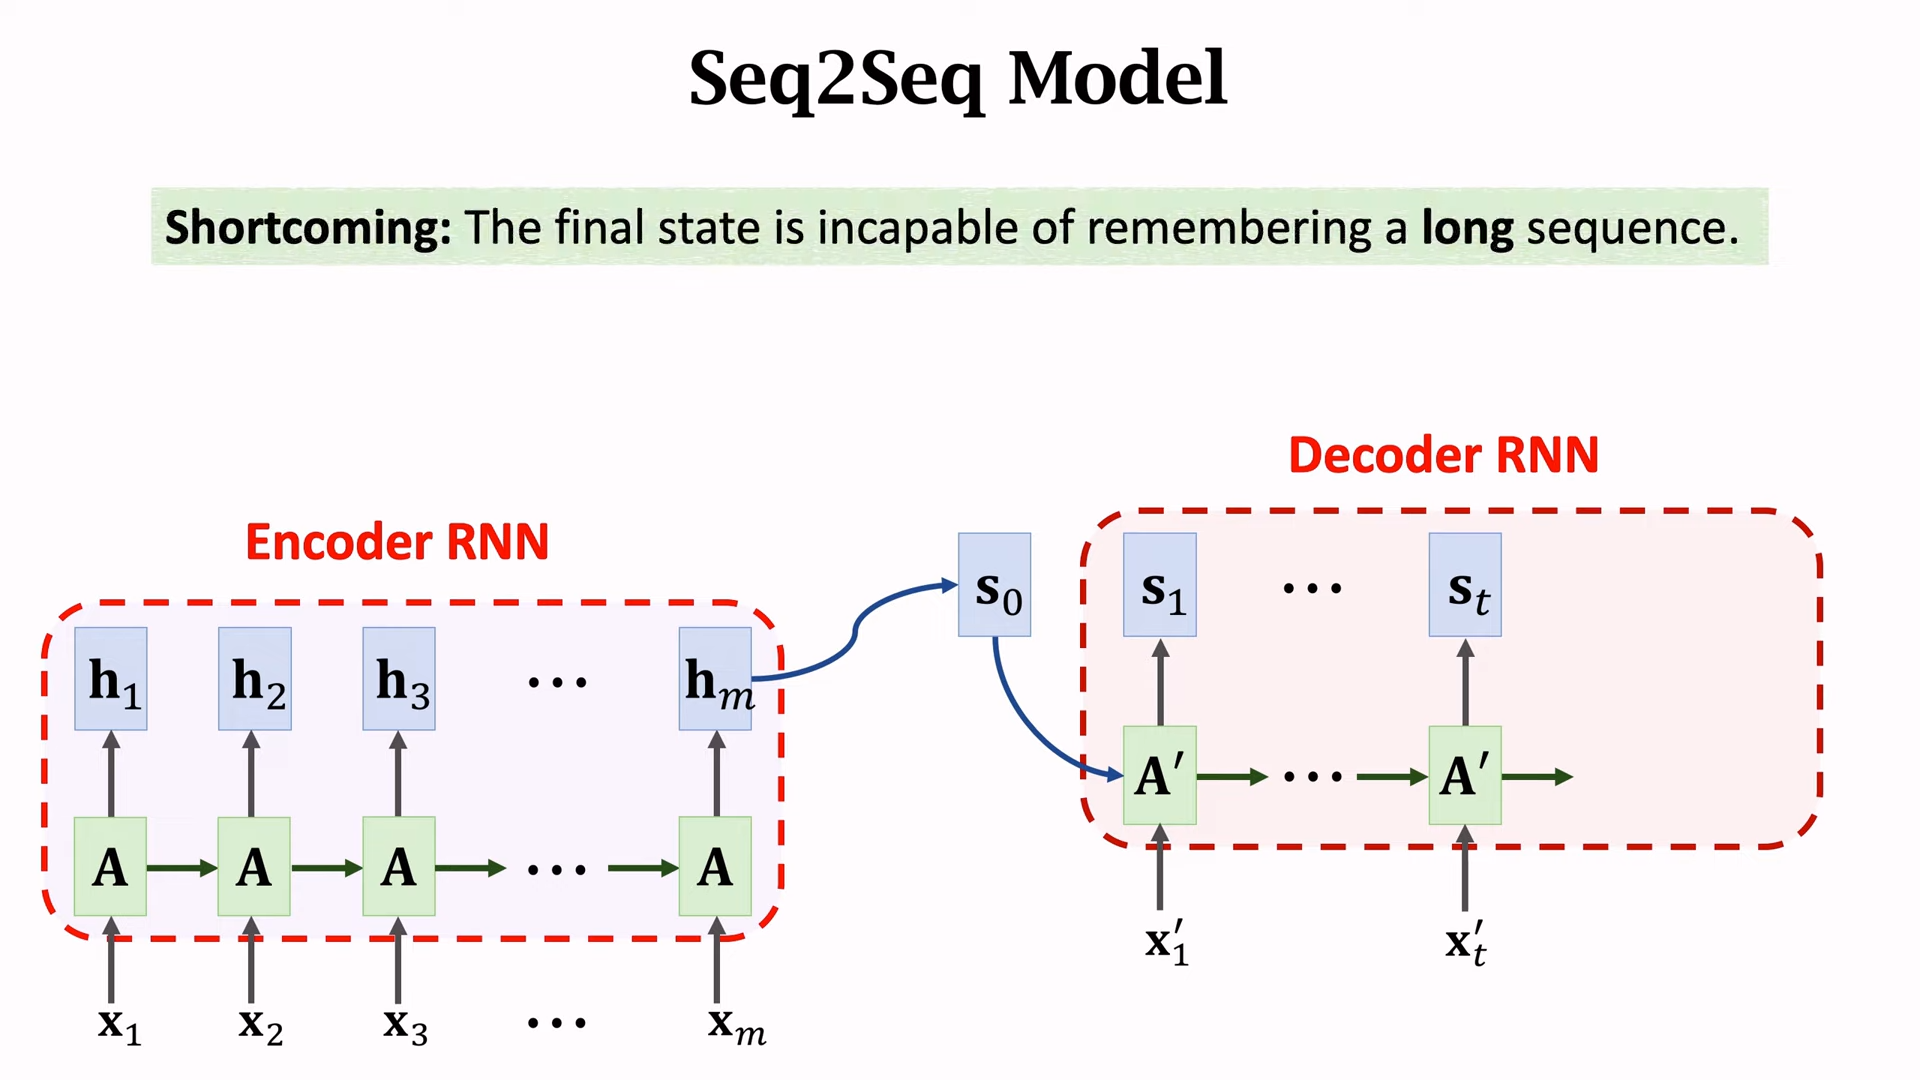 Seq2Seq Model
Shortcoming: The final state is incapable of remembering a long sequence.
Decoder RNN
Encoder RNN
s₀ s₁ ⋯ sₜ
h₁ h₂ h₃ ⋯ hₘ
A′ ⋯ A′
A A A ⋯ A
x′₁ x′ₜ
x₁ x₂ x₃ ⋯ xₘ